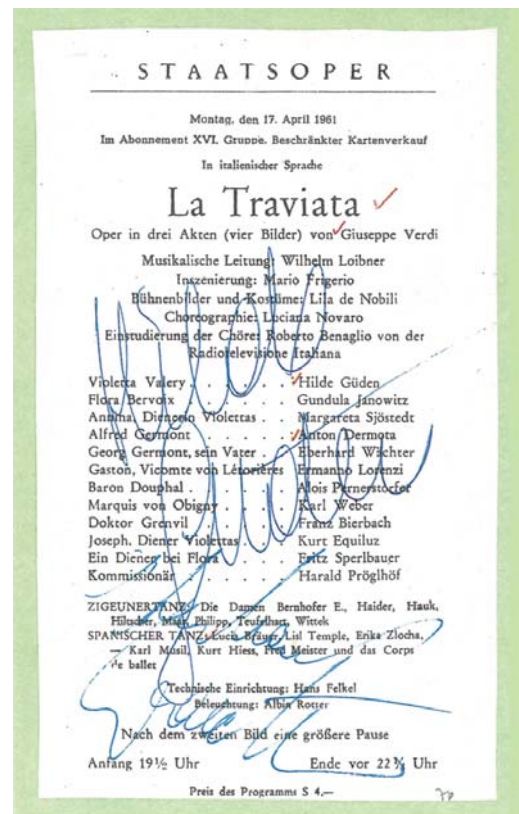 STAATSOPER
Montag, den 17. April 1961
Im Abonnement XVI. Gruppe. Beschränkter Kartenverkauf
In italienischer Sprache
La Traviata
Oper in drei Akten (vier Bilder) von Giuseppe Verdi
Musikalische Leitung: Wilhelm Loibner
Inszenierung: Mario Frigerio
Bühnenbilder und Kostüme: Lila de Nobili
Choreographie: Luciana Novaro
Einstudierung der Chöre: Roberto Benaglio von der
Radiotelevisione Italiana
Violetta Valery . . . . . . Hilde Güden
Flora Bervoix . . . . . . Gundula Janowitz
Annina, Dienerin Violettas . . Margareta Sjöstedt
Alfred Germont . . . . . . Anton Dermota
Georg Germont, sein Vater . . Eberhard Wächter
Gaston, Vicomte von Létorières Ermanno Lorenzi
Baron Douphal . . . . . . Alois Pernerstorfer
Marquis von Obigny . . . . Karl Weber
Doktor Grenvil . . . . . . Franz Bierbach
Joseph, Diener Violettas . . . Kurt Equiluz
Ein Diener bei Flora . . . . Fritz Sperlbauer
Kommissionär . . . . . . Harald Pröglhöf
ZIGEUNERTANZ: Die Damen Bernhofer E., Haider, Hauk,
Hiltscher, Maar, Philipp, Teufelhart, Wittek
SPANISCHER TANZ: Lucia Bräuer, Lisl Temple, Erika Zlocha,
— Karl Musil, Kurt Hiess, Fred Meister und das Corps
de ballet
Technische Einrichtung: Hans Felkel
Beleuchtung: Albin Rotter
Nach dem zweiten Bild eine größere Pause
Anfang 19½ Uhr Ende vor 22¾ Uhr
Preis des Programms S 4.—